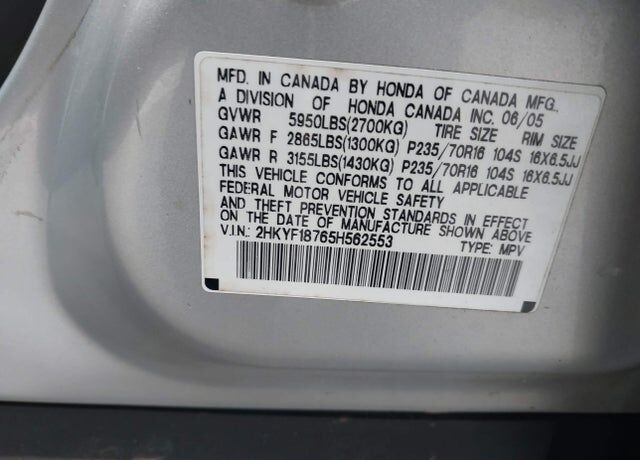 MFD. IN CANADA BY HONDA OF CANADA MFG.,
A DIVISION OF HONDA CANADA INC. 06/05
GVWR 5950LBS(2700KG) TIRE SIZE RIM SIZE
GAWR F 2865LBS(1300KG) P235/70R16 104S 16X6.5JJ
GAWR R 3155LBS(1430KG) P235/70R16 104S 16X6.5JJ
THIS VEHICLE CONFORMS TO ALL APPLICABLE
FEDERAL MOTOR VEHICLE SAFETY
AND THEFT PREVENTION STANDARDS IN EFFECT
ON THE DATE OF MANUFACTURE SHOWN ABOVE
V.I.N.: 2HKYF18765H562553 TYPE: MPV